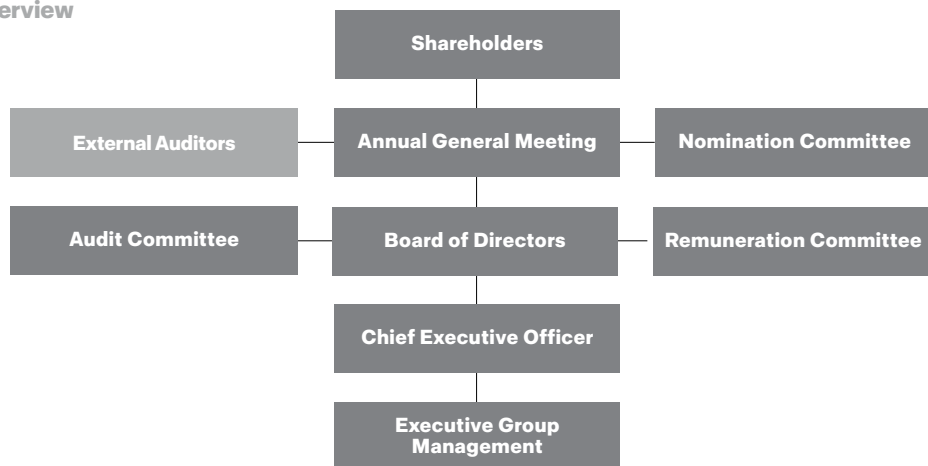 erview
Shareholders
External Auditors
Annual General Meeting
Nomination Committee
Audit Committee
Board of Directors
Remuneration Committee
Chief Executive Officer
Executive Group
Management